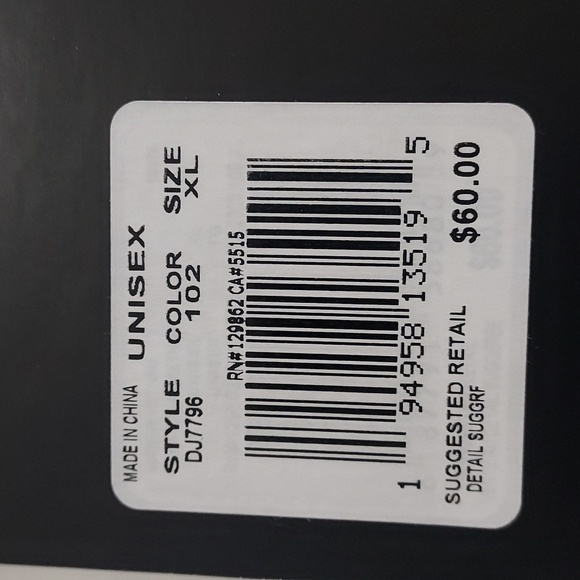 MADE IN CHINA UNISEX
STYLE COLOR SIZE
DJ7796 102 XL
RN#129862 CA#5515
1 94958 13519 5
SUGGESTED RETAIL $60.00
DETAIL SUGGRF